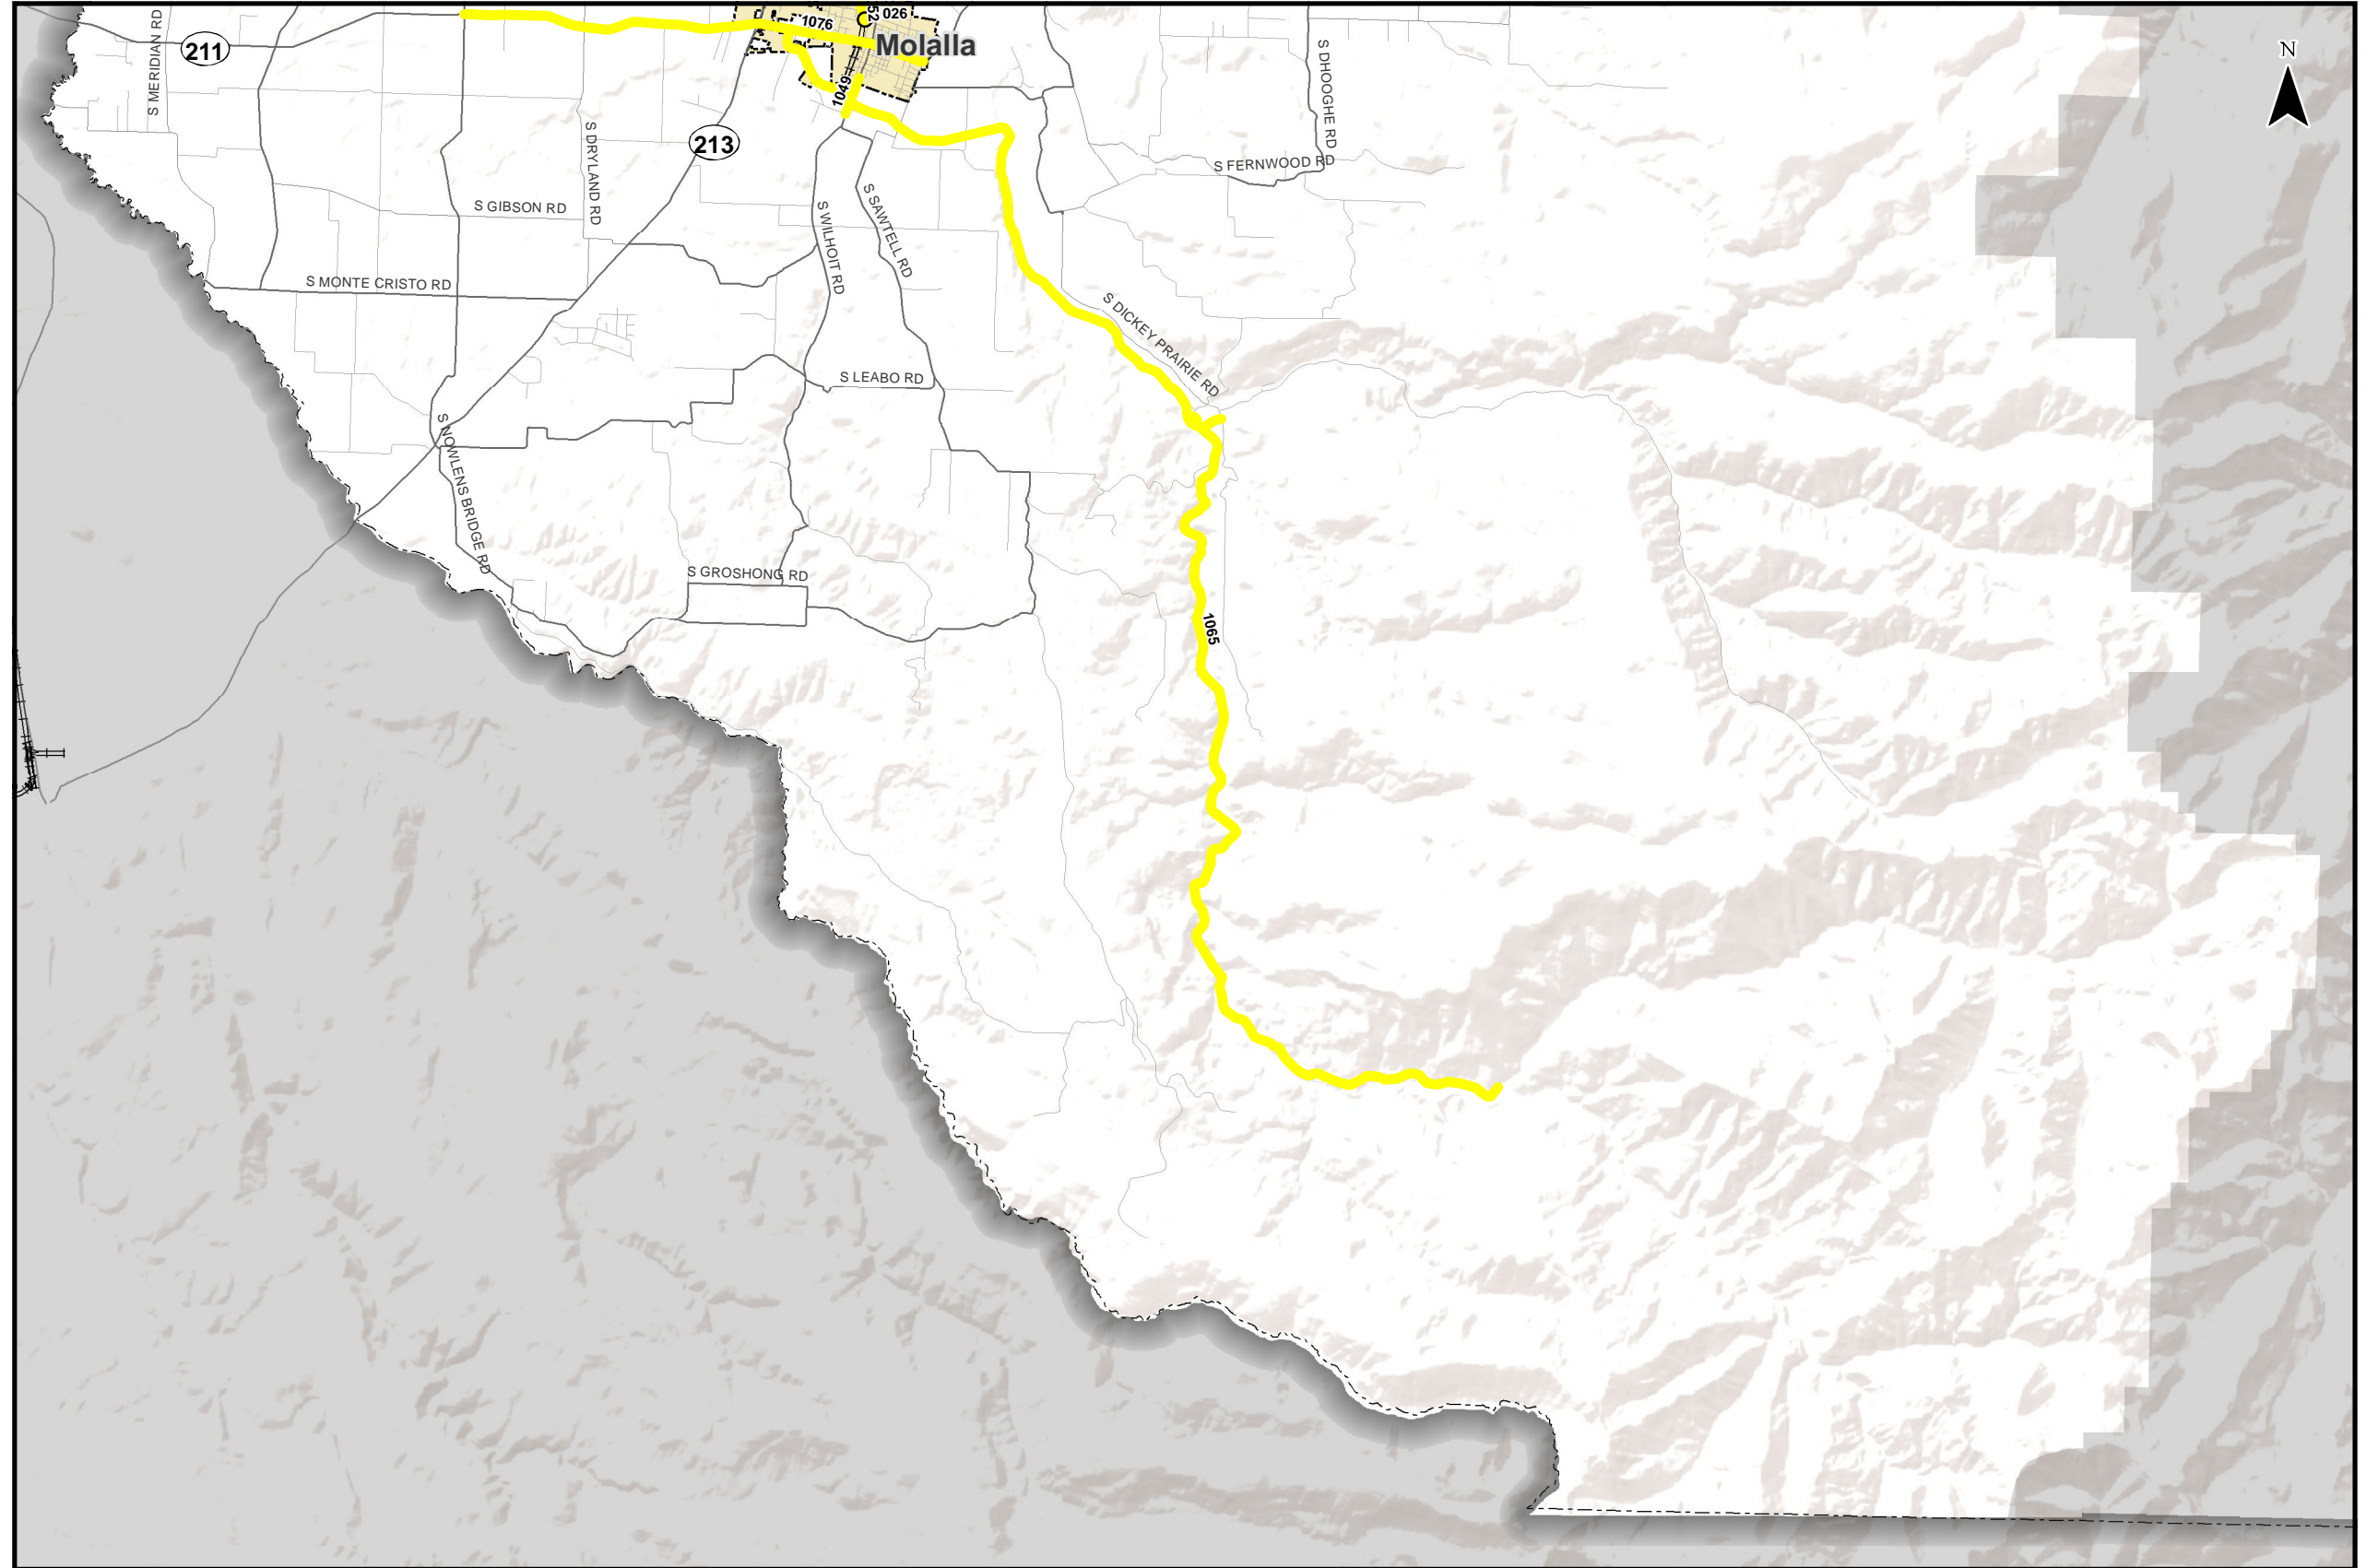 1076
026
Molalla
211
S MERIDIAN RD
N
S DHOOGHE RD
1049
213
S DRYLAND RD
S FERNWOOD RD
S GIBSON RD
S WILHOIT RD
S SAWTELL RD
S MONTE CRISTO RD
S DICKEY PRAIRIE RD
S LEABO RD
S NOWLENS BRIDGE RD
S GROSHONG RD
1065